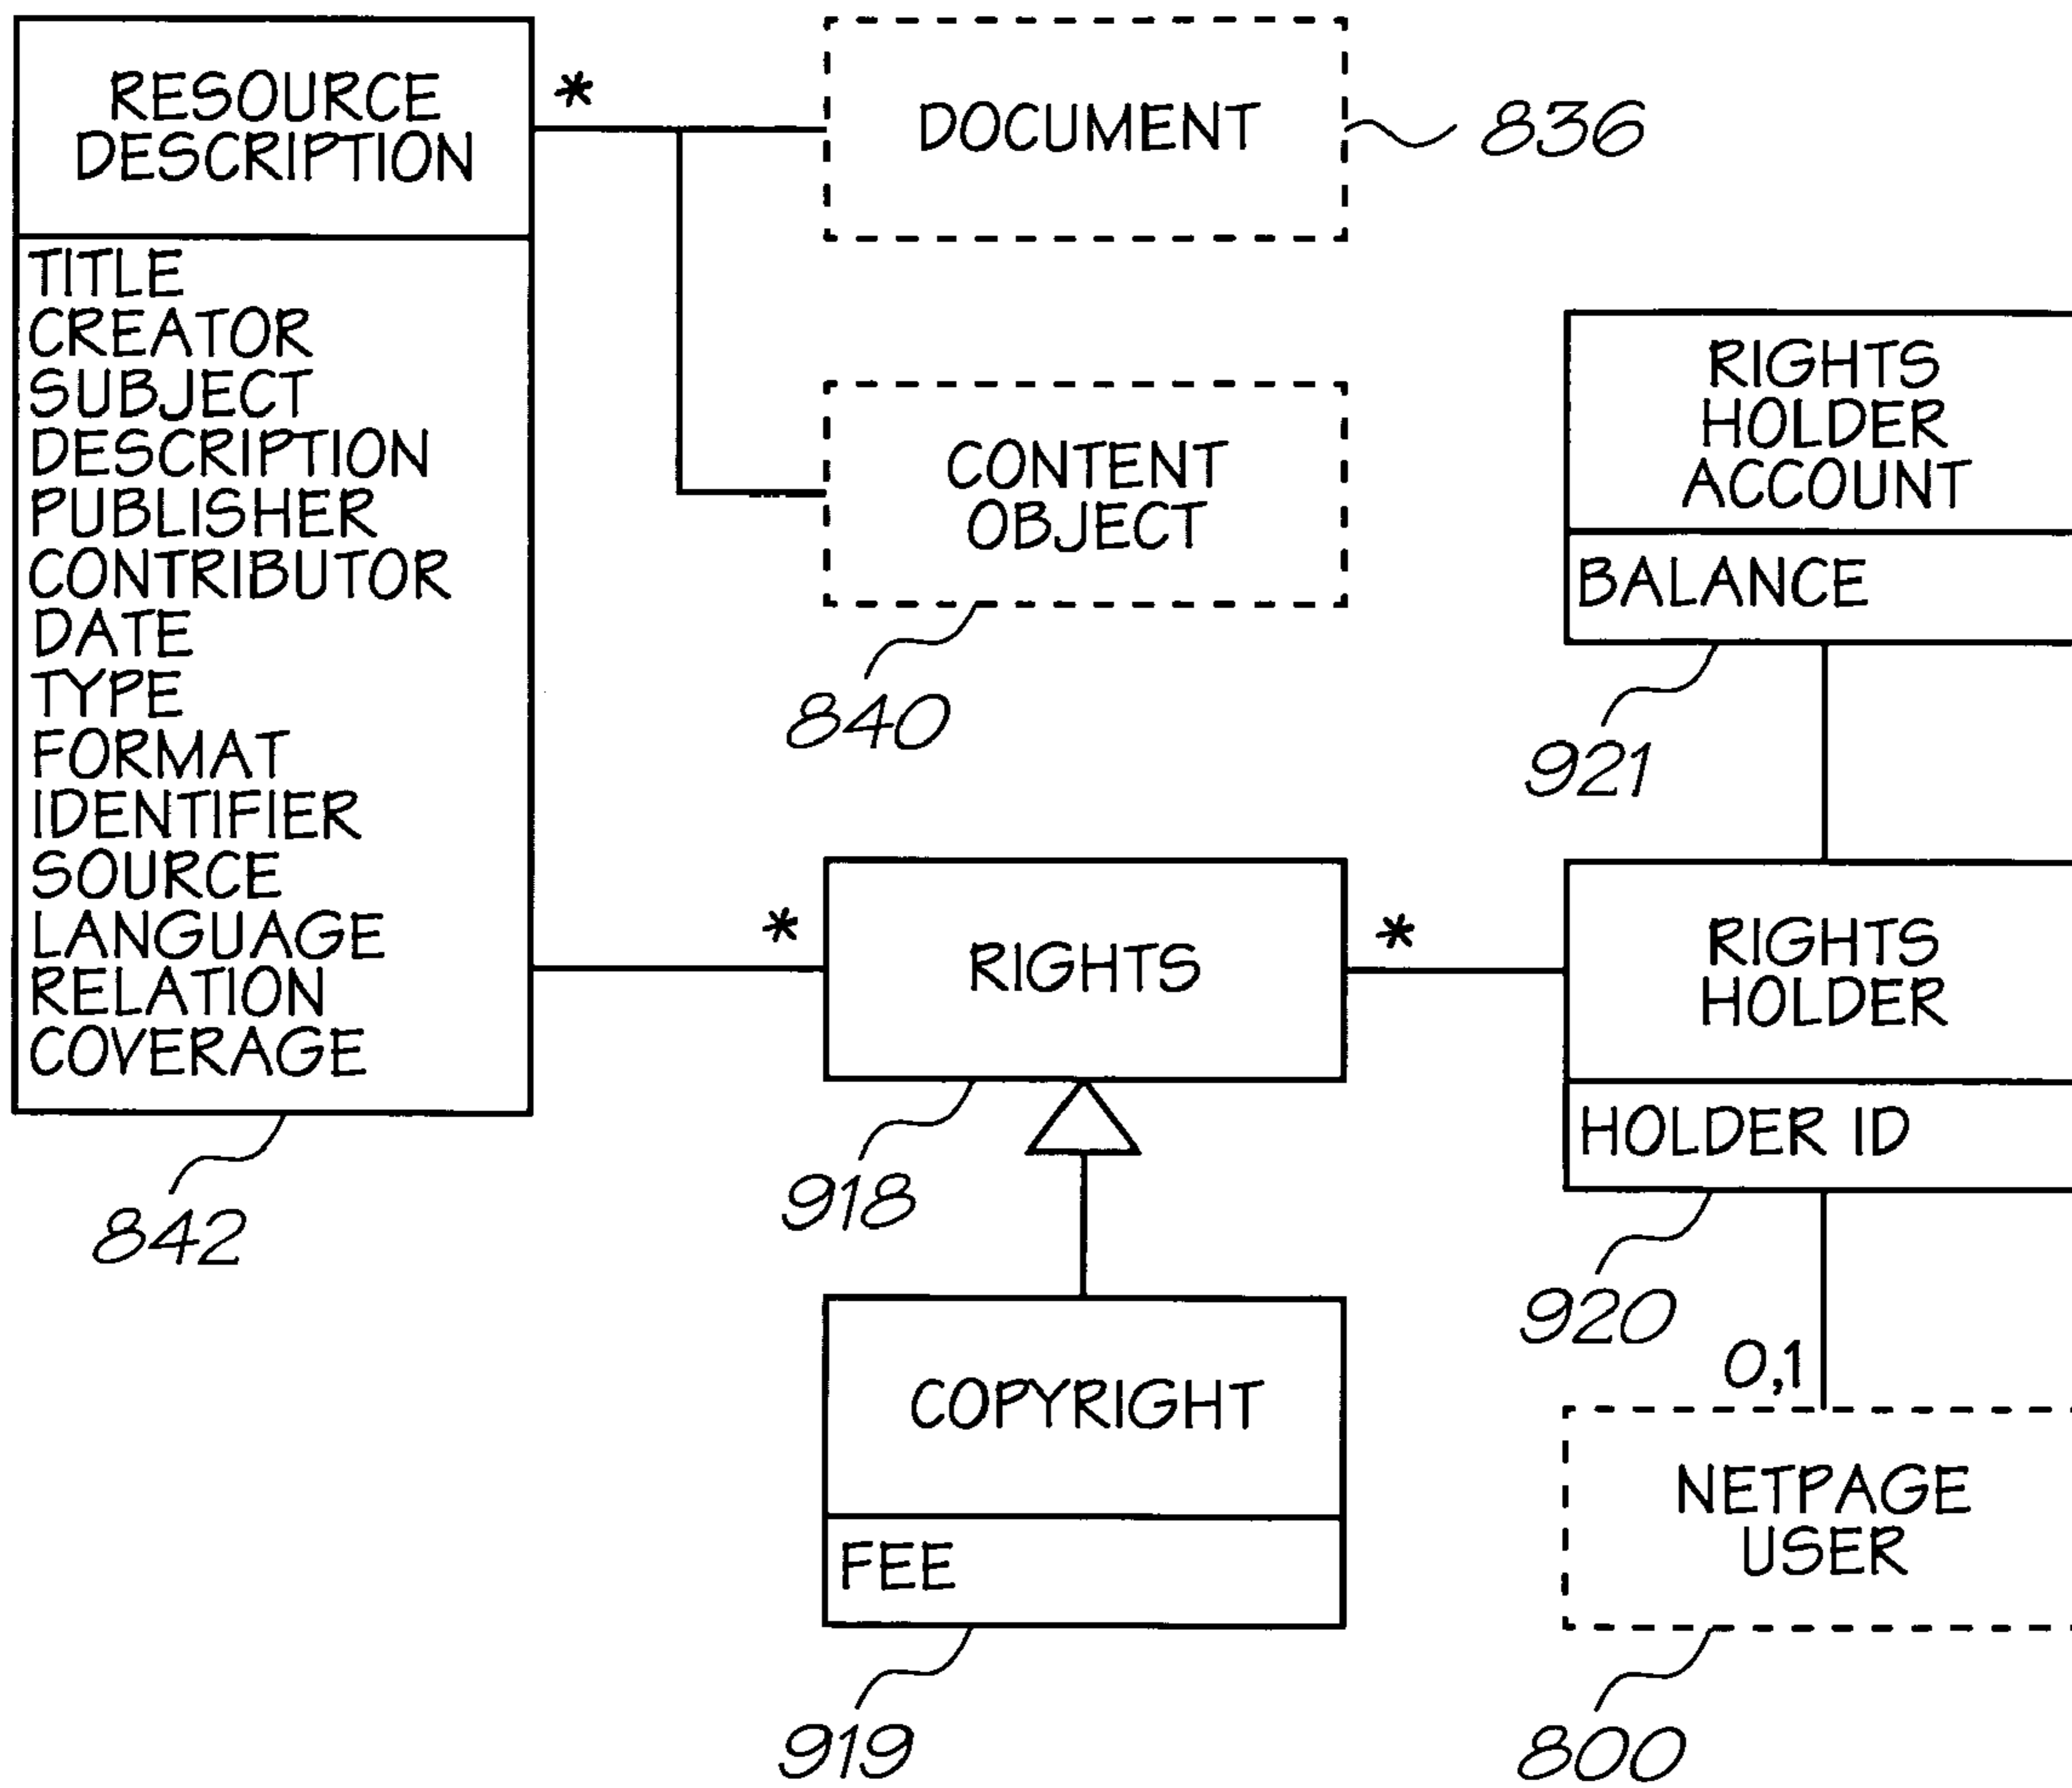 RESOURCE
DESCRIPTION
TITLE
CREATOR
SUBJECT
DESCRIPTION
PUBLISHER
CONTRIBUTOR
DATE
TYPE
FORMAT
IDENTIFIER
SOURCE
LANGUAGE
RELATION
COVERAGE
842
*
DOCUMENT
836
CONTENT
OBJECT
840
*
RIGHTS
*
918
COPYRIGHT
FEE
919
RIGHTS
HOLDER
ACCOUNT
BALANCE
921
RIGHTS
HOLDER
HOLDER ID
920
0,1
NETPAGE
USER
800